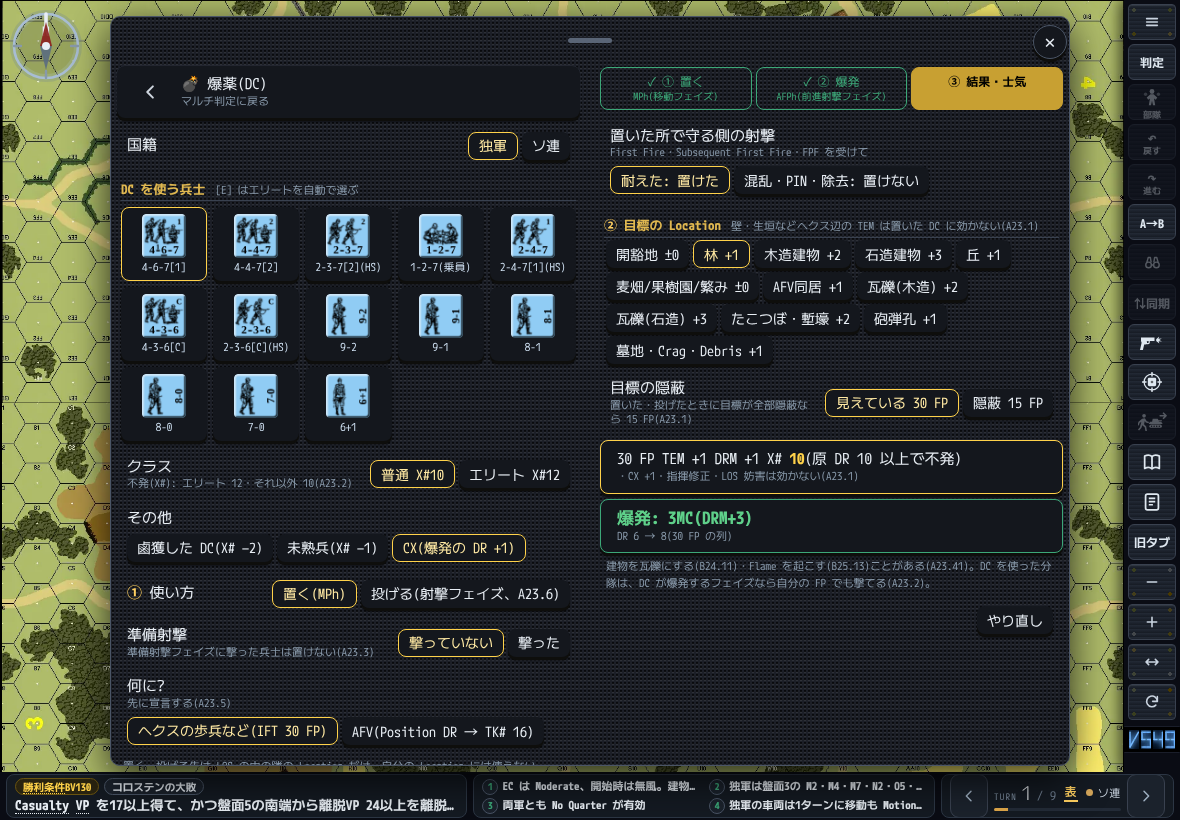 爆薬(DC)
マルチ判定に戻る
✓ ① 置く
MPh(移動フェイズ)
✓ ② 爆発
AFPh(前進射撃フェイズ)
③ 結果・士気
国籍
独軍
ソ連
DC を使う兵士 [E] はエリートを自動で選ぶ
4-6-7[1]
4-4-7[2]
2-3-7[2](HS)
1-2-7(乗員)
2-4-7[1](HS)
4-3-6[C]
2-3-6[C](HS)
9-2
9-1
8-1
8-0
7-0
6+1
クラス
不発(X#): エリート 12・それ以外 10(A23.2)
普通 X#10
エリート X#12
その他
鹵獲した DC(X# −2)
未熟兵(X# −1)
CX(爆発の DR +1)
① 使い方
置く(MPh)
投げる(射撃フェイズ、A23.6)
準備射撃
準備射撃フェイズに撃った兵士は置けない(A23.3)
撃っていない
撃った
何に?
先に宣言する(A23.5)
ヘクスの歩兵など(IFT 30 FP)
AFV(Position DR → TK# 16)
置いた所で守る側の射撃
First Fire・Subsequent First Fire・FPF を受けて
耐えた: 置けた
混乱・PIN・除去: 置けない
② 目標の Location 壁・生垣などヘクス辺の TEM は置いた DC に効かない(A23.1)
開豁地 ±0
林 +1
木造建物 +2
石造建物 +3
丘 +1
麦畑/果樹園/繁み ±0
AFV同居 +1
瓦礫(木造) +2
瓦礫(石造) +3
たこつぼ・塹壕 +2
砲弾孔 +1
墓地・Crag・Debris +1
目標の隠蔽
置いた・投げたときに目標が全部隠蔽な
ら 15 FP(A23.1)
見えている 30 FP
隠蔽 15 FP
30 FP TEM +1 DRM +1 X# 10(原 DR 10 以上で不発)
・CX +1・指揮修正・LOS 妨害は効かない(A23.1)
爆発: 3MC(DRM+3)
DR 6 → 8(30 FP の列)
建物を瓦礫にする(B24.11)・Flame を起こす(B25.13)ことがある(A23.41)。DC を使った分
隊は、DC が爆発するフェイズなら自分の FP でも撃てる(A23.2)。
やり直し
判定
部隊
戻す
進む
A→B
同期
旧タブ
VS49
勝利条件BV130
コロステンの大敗
Casualty VP を17以上得て、かつ盤面5の南端から離脱VP 24以上を離脱…
① EC は Moderate、開始時は無風。建物…
② 独軍は盤面3の M2・M4・M7・N2・O5・…
③ 両軍とも No Quarter が有効
④ 独軍の車両は1ターンに移動も Motion…
TURN 1 / 9 表 ソ連